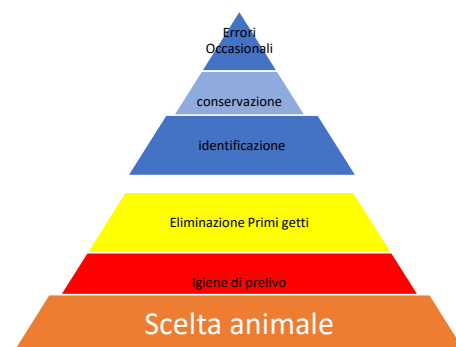 Errori
Occasionali
conservazione
identificazione
Eliminazione Primi getti
Igiene di prelivo
Scelta animale